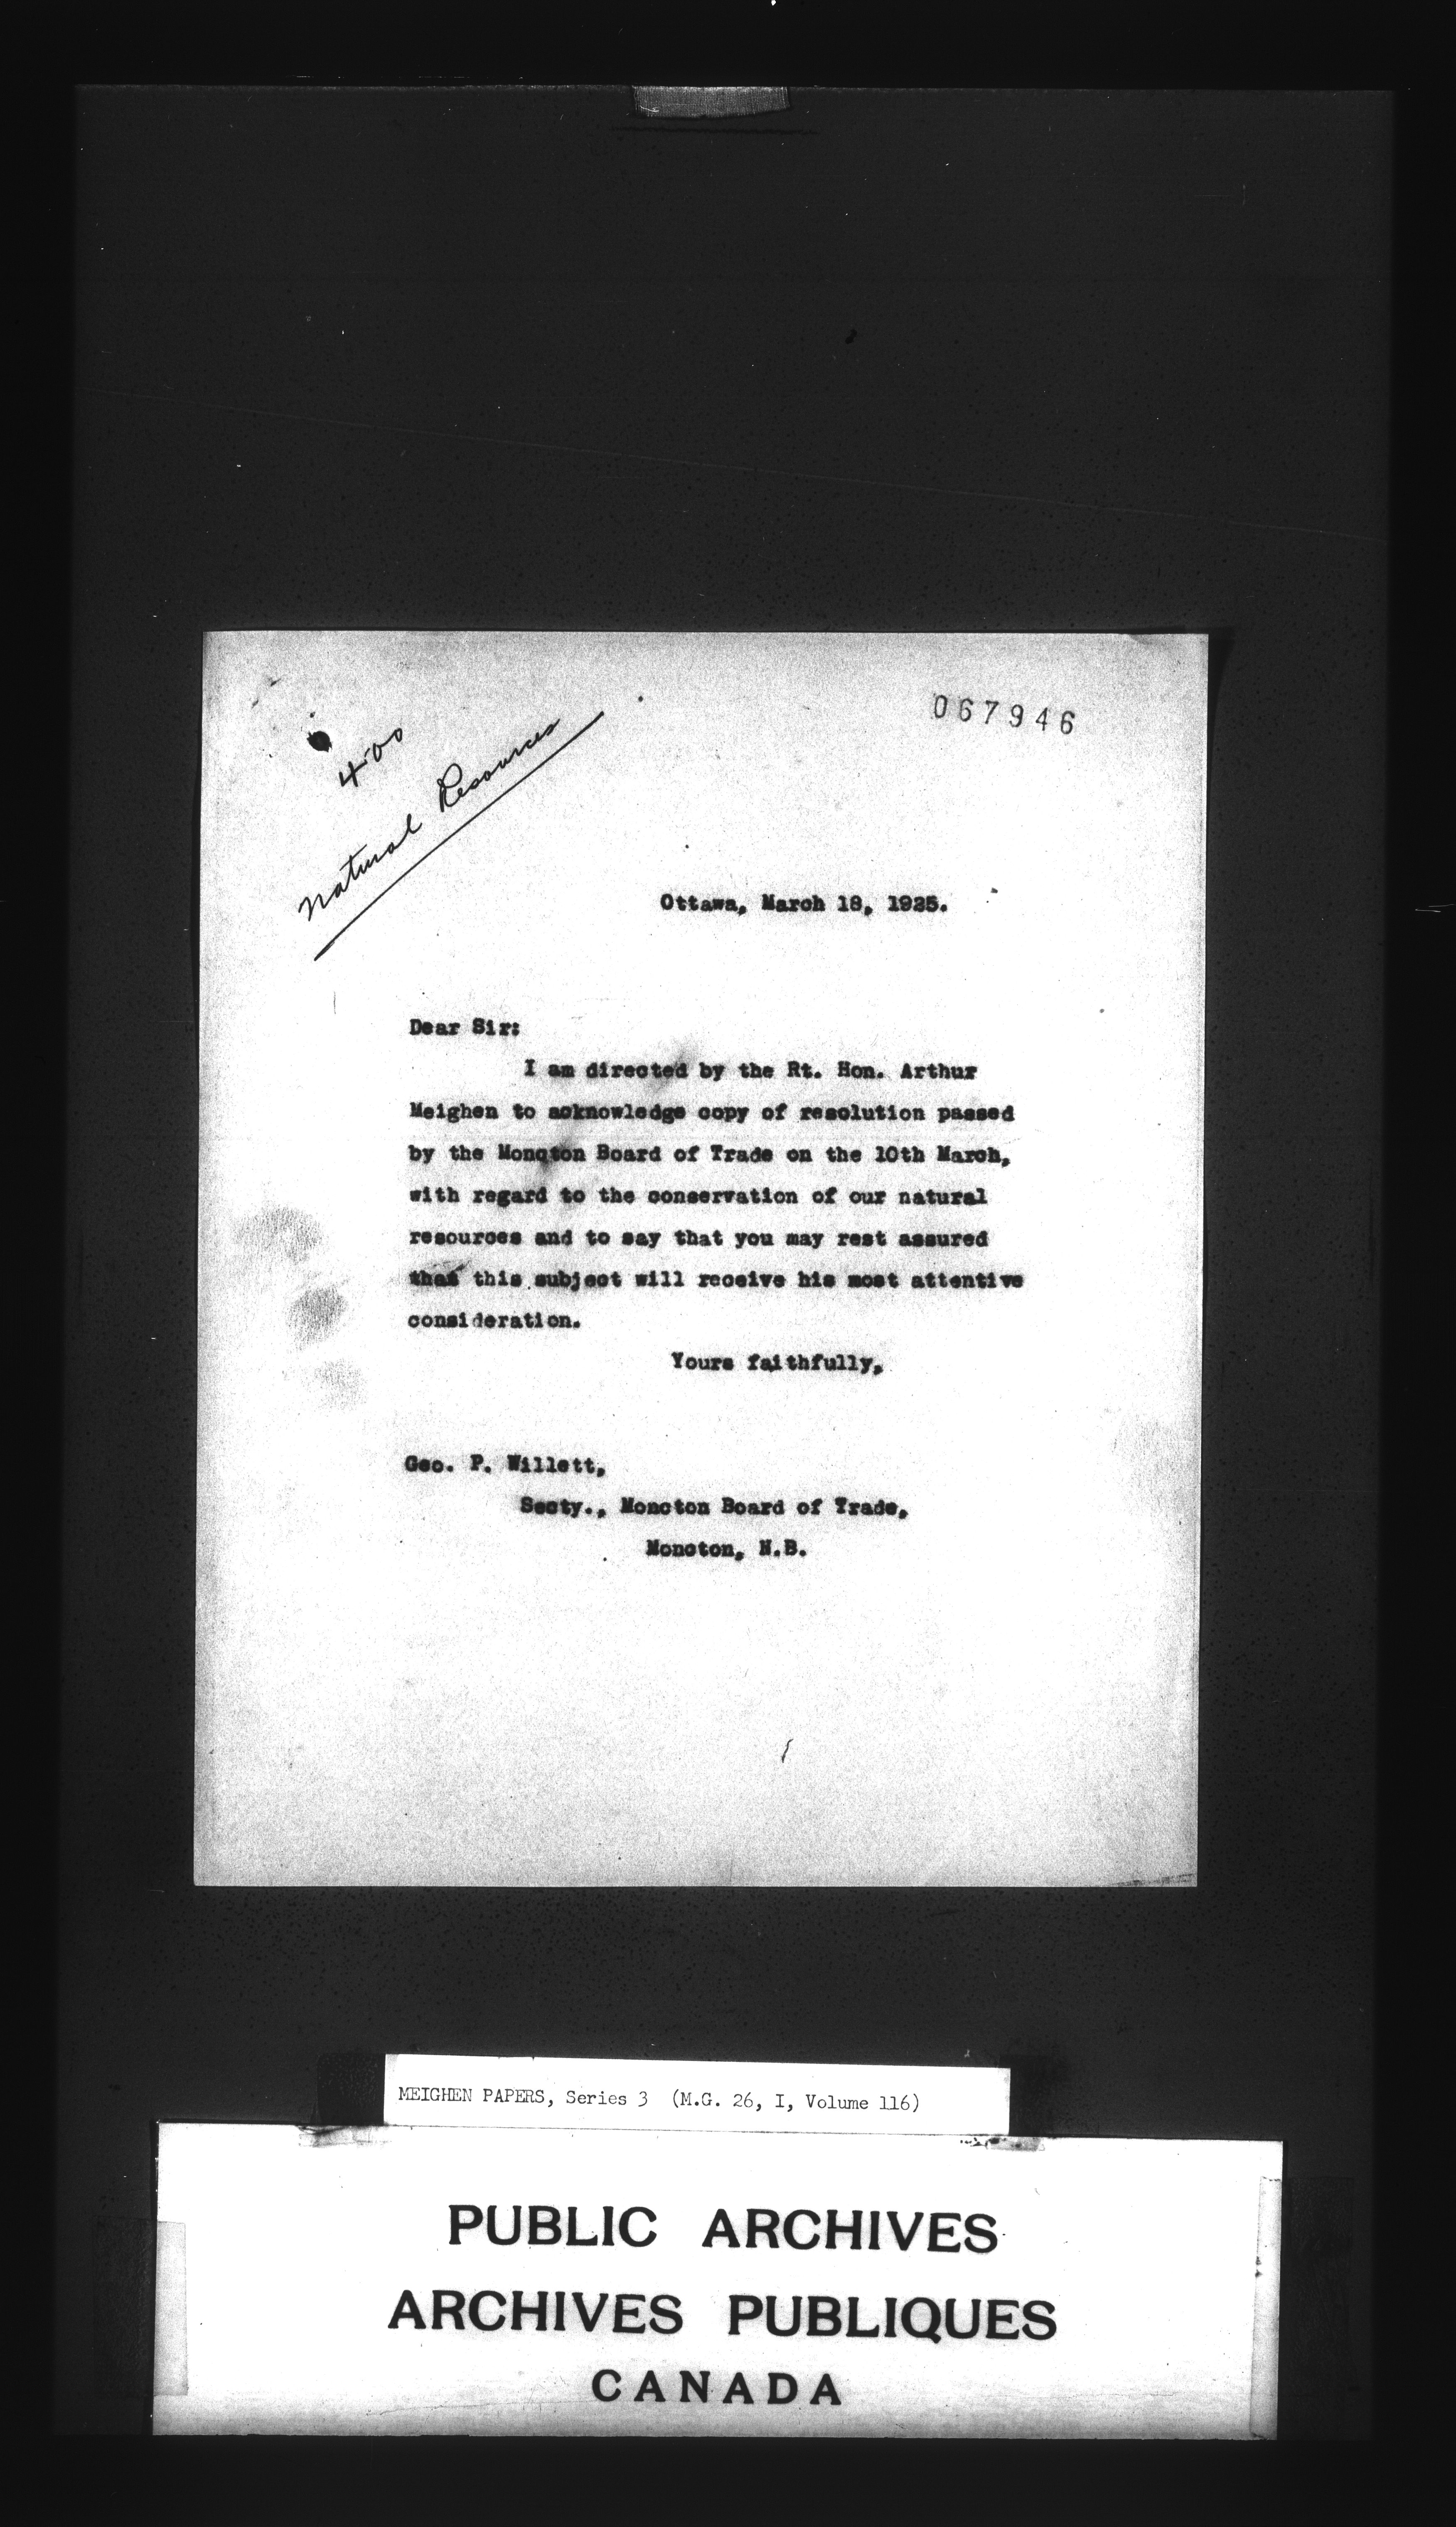 067946
400
Natural Resources
Ottawa, March 18, 1925.
Dear Sir:
I am directed by the Rt. Hon. Arthur
Meighen to acknowledge copy of resolution passed
by the Moncton Board of Trade on the 10th March,
with regard to the conservation of our natural
resources and to say that you may rest assured
that this subject will receive his most attentive
consideration.
Yours faithfully,
Geo. P. Willett,
Secty., Moncton Board of Trade,
Moncton, N.B.
MEIGHEN PAPERS, Series 3 (M.G. 26, I, Volume 116)
PUBLIC ARCHIVES
ARCHIVES PUBLIQUES
CANADA